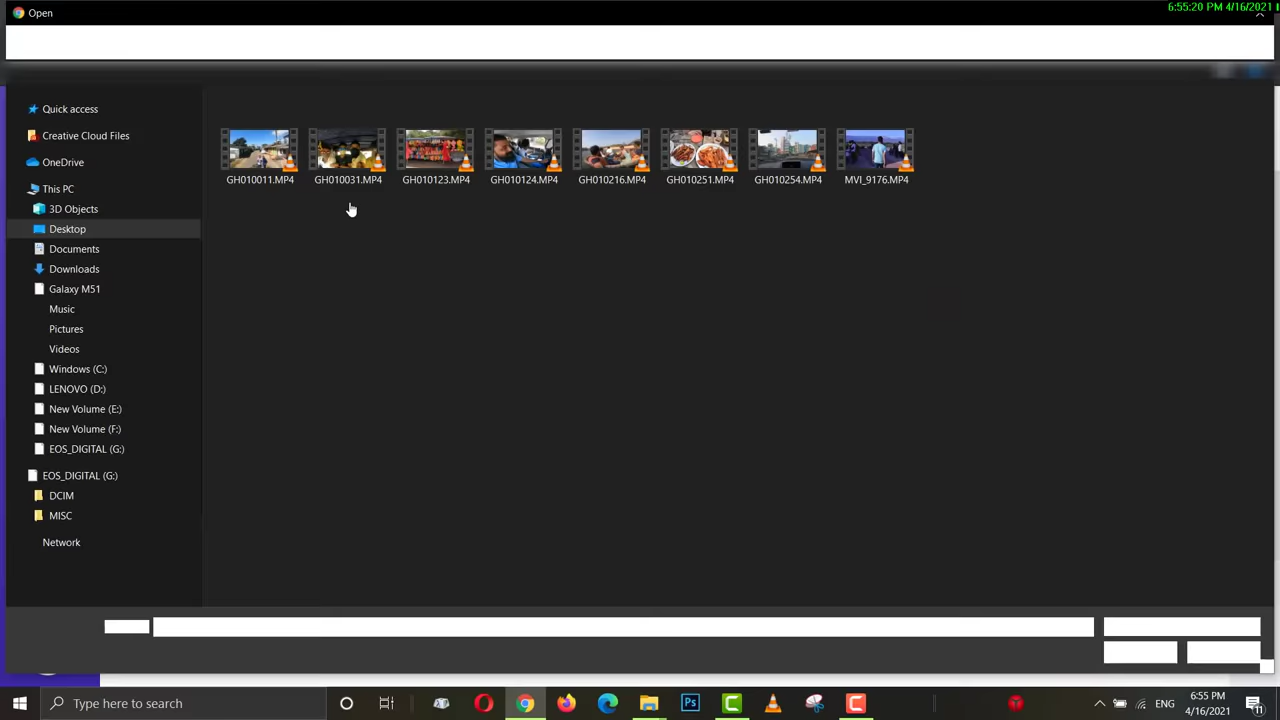 Open
6:55:20 PM 4/16/2021
Quick access
Creative Cloud Files
OneDrive
This PC
3D Objects
Desktop
Documents
Downloads
Galaxy M51
Music
Pictures
Videos
Windows (C:)
LENOVO (D:)
New Volume (E:)
New Volume (F:)
EOS_DIGITAL (G:)
EOS_DIGITAL (G:)
DCIM
MISC
Network
GH010011.MP4
GH010031.MP4
GH010123.MP4
GH010124.MP4
GH010216.MP4
GH010251.MP4
GH010254.MP4
MVI_9176.MP4
Type here to search
Ps
ENG
6:55 PM
4/16/2021
11